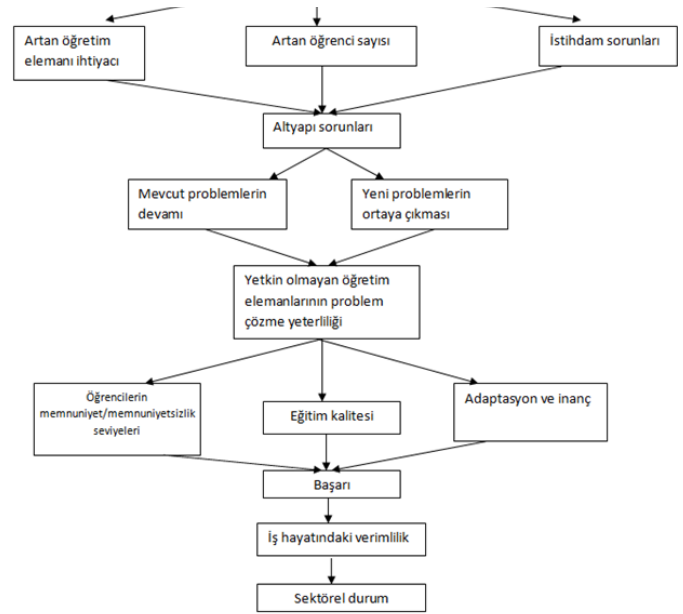 Artan öğretim
elemanı ihtiyacı
Artan öğrenci sayısı
İstihdam sorunları
Altyapı sorunları
Mevcut problemlerin
devamı
Yeni problemlerin
ortaya çıkması
Yetkin olmayan öğretim
elemanlarının problem
çözme yeterliliği
Öğrencilerin
memnuniyet/memnuniyetsizlik
seviyeleri
Eğitim kalitesi
Adaptasyon ve inanç
Başarı
İş hayatındaki verimlilik
Sektörel durum